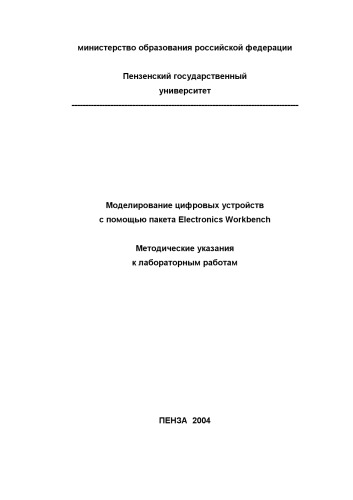 министерство образования российской федерации
Пензенский государственный
университет
Моделирование цифровых устройств
с помощью пакета Electronics Workbench
Методические указания
к лабораторным работам
ПЕНЗА 2004